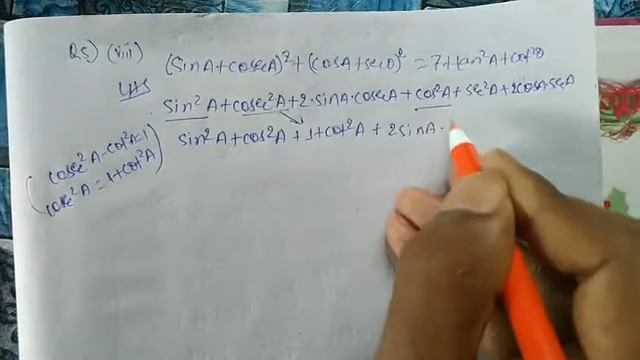 Q5) (viii) (sinA+cosecA)²+(cosA+secA)² = 7+tan²A+cot²A
LHS
sin²A+cosec²A+2·sinA·cosecA+cos²A+sec²A+2cosA·secA
sin²A+cos²A+1+cot²A+2sinA·
(cosec²A-cot²A=1
cosec²A=1+cot²A)